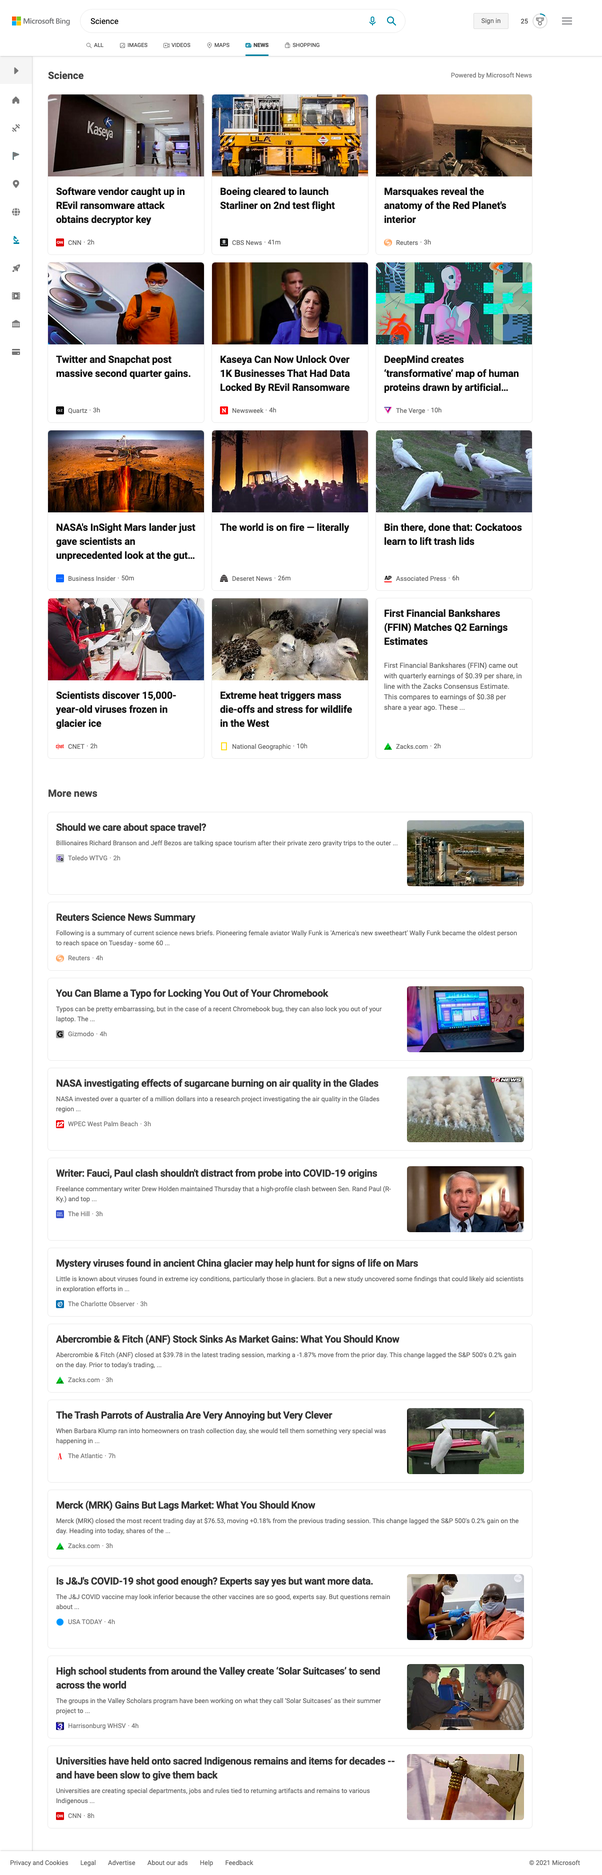 Microsoft Bing
Science
Sign in
25
ALL
IMAGES
VIDEOS
MAPS
NEWS
SHOPPING
Science
Powered by Microsoft News
Kaseya
ULA
Software vendor caught up in
REvil ransomware attack
obtains decryptor key
CNN · 2h
Boeing cleared to launch
Starliner on 2nd test flight
CBS News · 41m
Marsquakes reveal the
anatomy of the Red Planet's
interior
Reuters · 3h
Twitter and Snapchat post
massive second quarter gains.
Quartz · 3h
Kaseya Can Now Unlock Over
1K Businesses That Had Data
Locked By REvil Ransomware
Newsweek · 4h
DeepMind creates
‘transformative’ map of human
proteins drawn by artificial...
The Verge · 10h
NASA's InSight Mars lander just
gave scientists an
unprecedented look at the gut...
Business Insider · 50m
The world is on fire — literally
Deseret News · 26m
Bin there, done that: Cockatoos
learn to lift trash lids
AP
Associated Press · 6h
Scientists discover 15,000-
year-old viruses frozen in
glacier ice
CNET · 2h
Extreme heat triggers mass
die-offs and stress for wildlife
in the West
National Geographic · 10h
First Financial Bankshares
(FFIN) Matches Q2 Earnings
Estimates
First Financial Bankshares (FFIN) came out
with quarterly earnings of $0.39 per share, in
line with the Zacks Consensus Estimate.
This compares to earnings of $0.38 per
share a year ago. These ...
Zacks.com · 2h
More news
Should we care about space travel?
Billionaires Richard Branson and Jeff Bezos are talking space tourism after their private zero gravity trips to the outer ...
Toledo WTVG · 2h
Reuters Science News Summary
Following is a summary of current science news briefs. Pioneering female aviator Wally Funk is 'America's new sweetheart' Wally Funk became the oldest person
to reach space on Tuesday - some 60 ...
Reuters · 4h
You Can Blame a Typo for Locking You Out of Your Chromebook
Typos can be pretty embarrassing, but in the case of a recent Chromebook bug, they can also lock you out of your
laptop. The ...
Gizmodo · 4h
NASA investigating effects of sugarcane burning on air quality in the Glades
NASA invested over a quarter of a million dollars into a research project investigating the air quality in the Glades
region ...
WPEC West Palm Beach · 3h
12 NEWS
Writer: Fauci, Paul clash shouldn't distract from probe into COVID-19 origins
Freelance commentary writer Drew Holden maintained Thursday that a high-profile clash between Sen. Rand Paul (R-
Ky.) and top ...
The Hill · 3h
Mystery viruses found in ancient China glacier may help hunt for signs of life on Mars
Little is known about viruses found in extreme icy conditions, particularly those in glaciers. But a new study uncovered some findings that could likely aid scientists
in exploration efforts in ...
The Charlotte Observer · 3h
Abercrombie & Fitch (ANF) Stock Sinks As Market Gains: What You Should Know
Abercrombie & Fitch (ANF) closed at $39.78 in the latest trading session, marking a -1.87% move from the prior day. This change lagged the S&P 500's 0.2% gain
on the day. Prior to today's trading, ...
Zacks.com · 3h
The Trash Parrots of Australia Are Very Annoying but Very Clever
When Barbara Klump ran into homeowners on trash collection day, she would tell them something very special was
happening in ...
The Atlantic · 7h
Merck (MRK) Gains But Lags Market: What You Should Know
Merck (MRK) closed the most recent trading day at $76.53, moving +0.18% from the previous trading session. This change lagged the S&P 500's 0.2% gain on the
day. Heading into today, shares of the ...
Zacks.com · 3h
Is J&J's COVID-19 shot good enough? Experts say yes but want more data.
The J&J COVID vaccine may look inferior because the other vaccines are so good, experts say. But questions remain
about ...
USA TODAY · 4h
High school students from around the Valley create ‘Solar Suitcases’ to send
across the world
The groups in the Valley Scholars program have been working on what they call ‘Solar Suitcases’ as their summer
project to ...
Harrisonburg WHSV · 4h
Universities have held onto sacred Indigenous remains and items for decades --
and have been slow to give them back
Universities are creating special departments, jobs and rules tied to returning artifacts and remains to various
Indigenous ...
CNN · 8h
Privacy and Cookies
Legal
Advertise
About our ads
Help
Feedback
© 2021 Microsoft